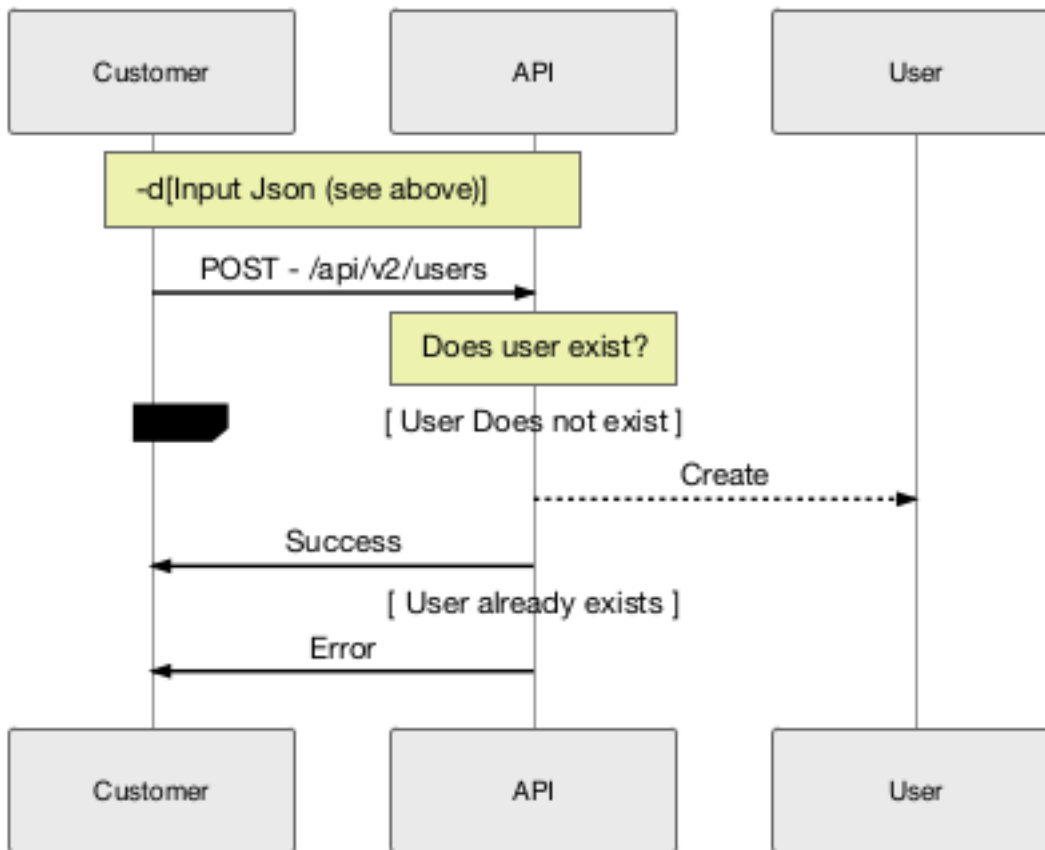 Customer
API
User
-d[Input Json (see above)]
POST - /api/v2/users
Does user exist?
[ User Does not exist ]
Create
Success
[ User already exists ]
Error
Customer
API
User